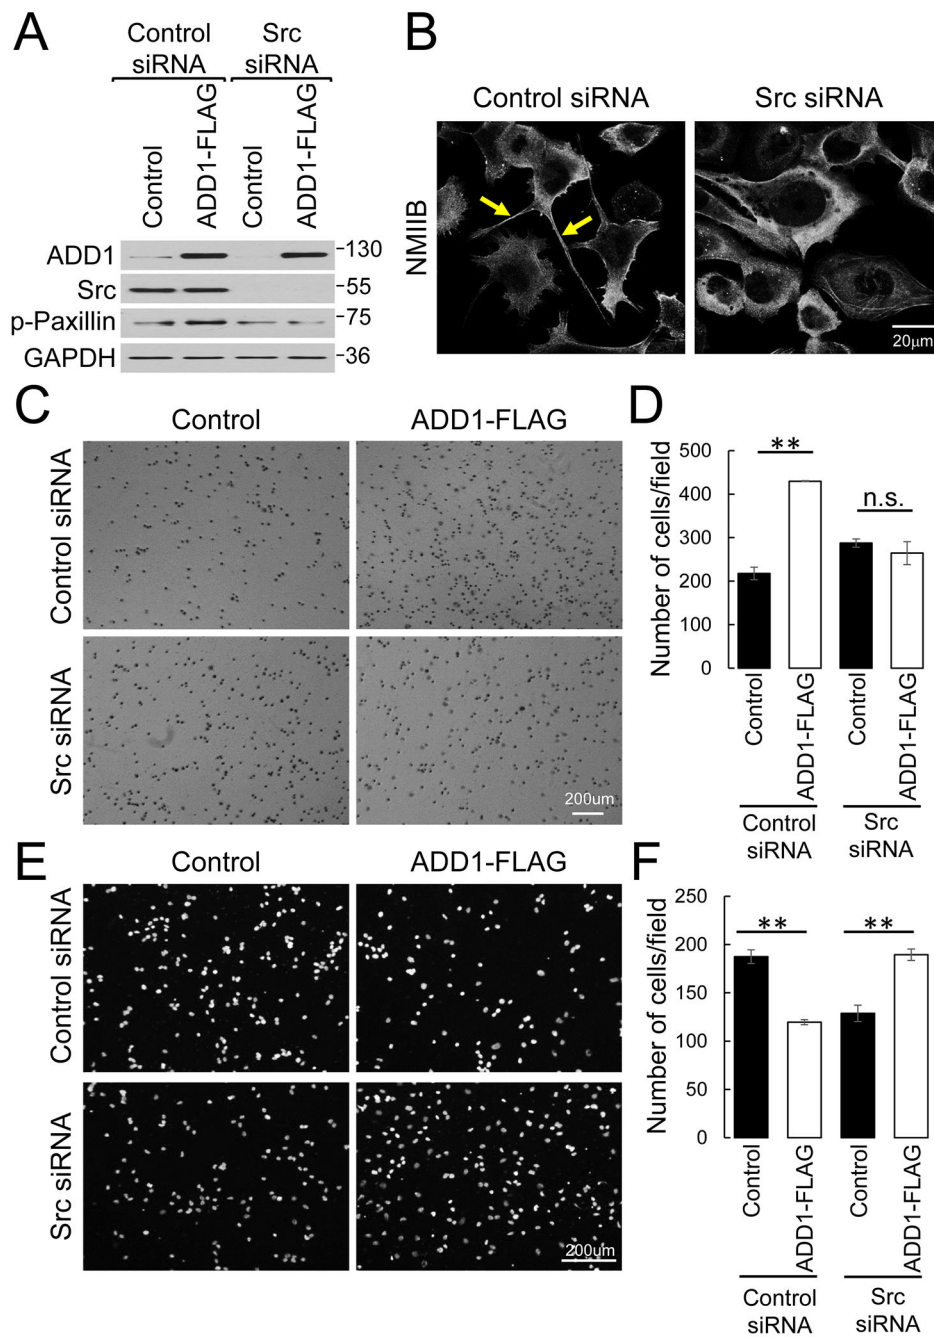 A
Control siRNA
Src siRNA
Control
ADD1-FLAG
Control
ADD1-FLAG
ADD1
-130
Src
-55
p-Paxillin
-75
GAPDH
-36
B
Control siRNA
Src siRNA
NMIIB
20μm
C
Control
ADD1-FLAG
Control siRNA
Src siRNA
200um
D
Number of cells/field
500
400
300
200
100
0
**
n.s.
Control
ADD1-FLAG
Control
ADD1-FLAG
Control
siRNA
Src
siRNA
E
Control
ADD1-FLAG
Control siRNA
Src siRNA
200um
F
Number of cells/field
250
200
150
100
50
0
**
**
Control
ADD1-FLAG
Control
ADD1-FLAG
Control
siRNA
Src
siRNA